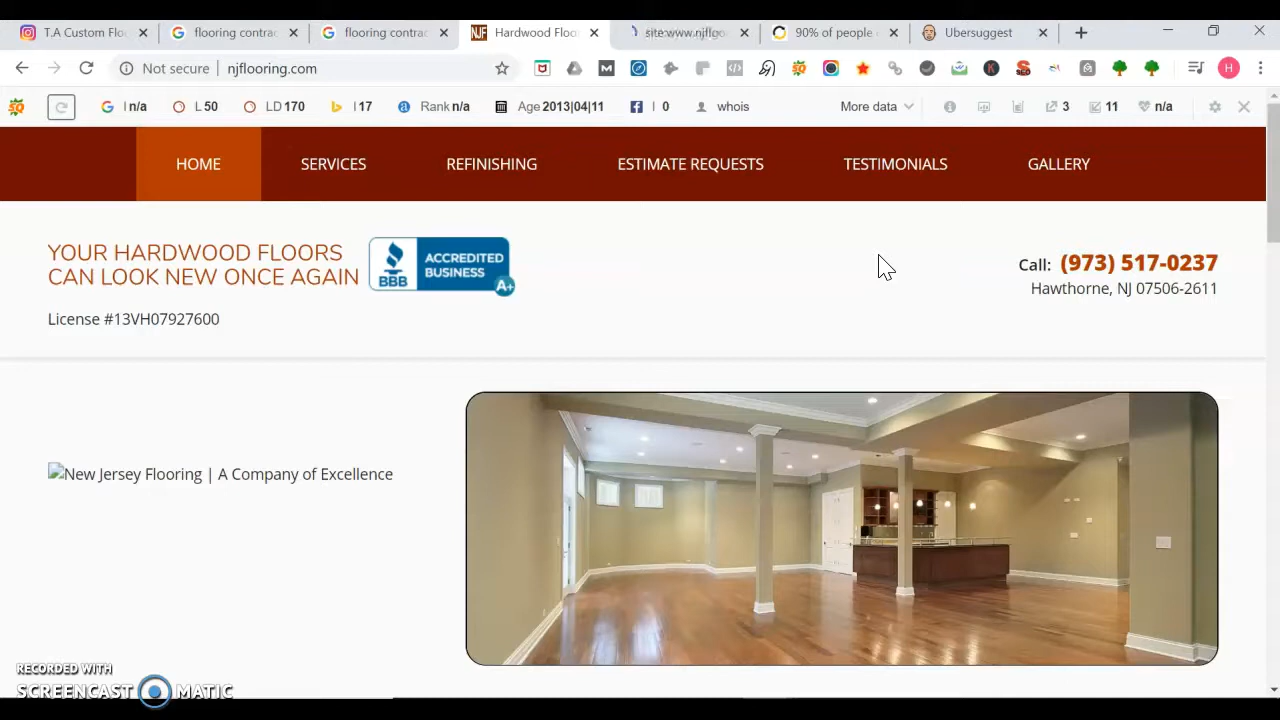 T.A Custom Floo
flooring contrac
flooring contrac
Hardwood Floo
site:www.njfloo
90% of people
Ubersuggest
Not secure
njflooring.com
I n/a
L 50
LD 170
I 17
Rank n/a
Age 2013|04|11
I 0
whois
More data
3
11
n/a
HOME
SERVICES
REFINISHING
ESTIMATE REQUESTS
TESTIMONIALS
GALLERY
YOUR HARDWOOD FLOORS
CAN LOOK NEW ONCE AGAIN
BBB
ACCREDITED
BUSINESS
A+
License #13VH07927600
Call: (973) 517-0237
Hawthorne, NJ 07506-2611
New Jersey Flooring | A Company of Excellence
RECORDED WITH
SCREENCAST MATIC